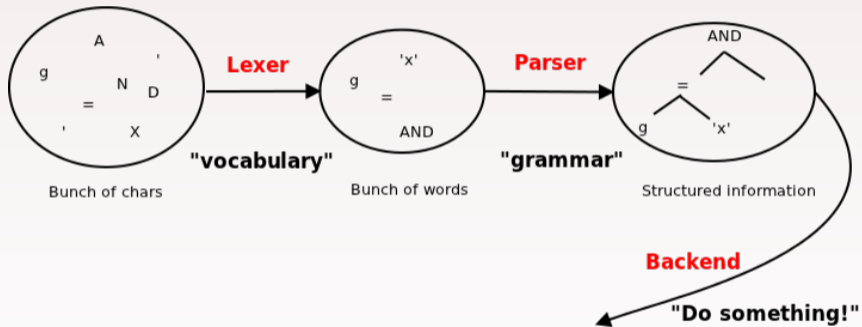 A
'
g
N
D
=
'
X
Bunch of chars
Lexer
"vocabulary"
'x'
g
=
AND
Bunch of words
Parser
"grammar"
AND
=
g
'x'
Structured information
Backend
"Do something!"